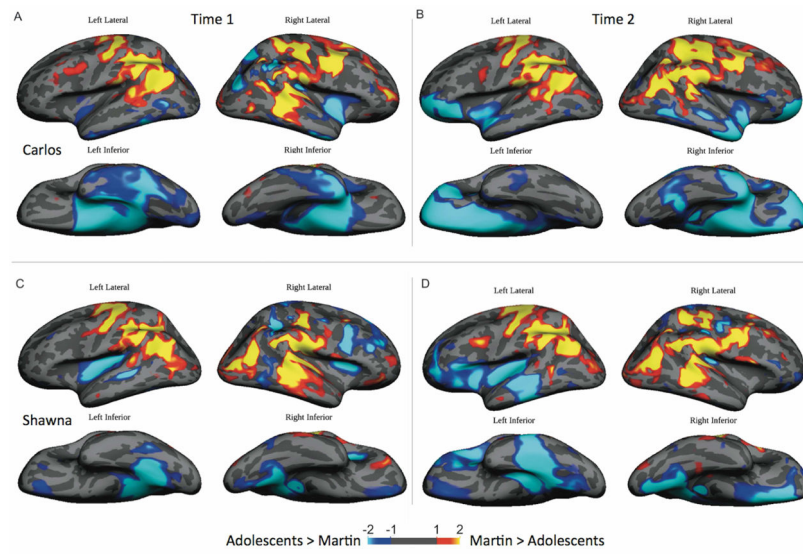 A
Left Lateral
Time 1
Right Lateral
B
Left Lateral
Time 2
Right Lateral
Carlos
Left Inferior
Right Inferior
Left Inferior
Right Inferior
C
Left Lateral
Right Lateral
D
Left Lateral
Right Lateral
Shawna
Left Inferior
Right Inferior
Left Inferior
Right Inferior
Adolescents > Martin -2 -1 1 2 Martin > Adolescents